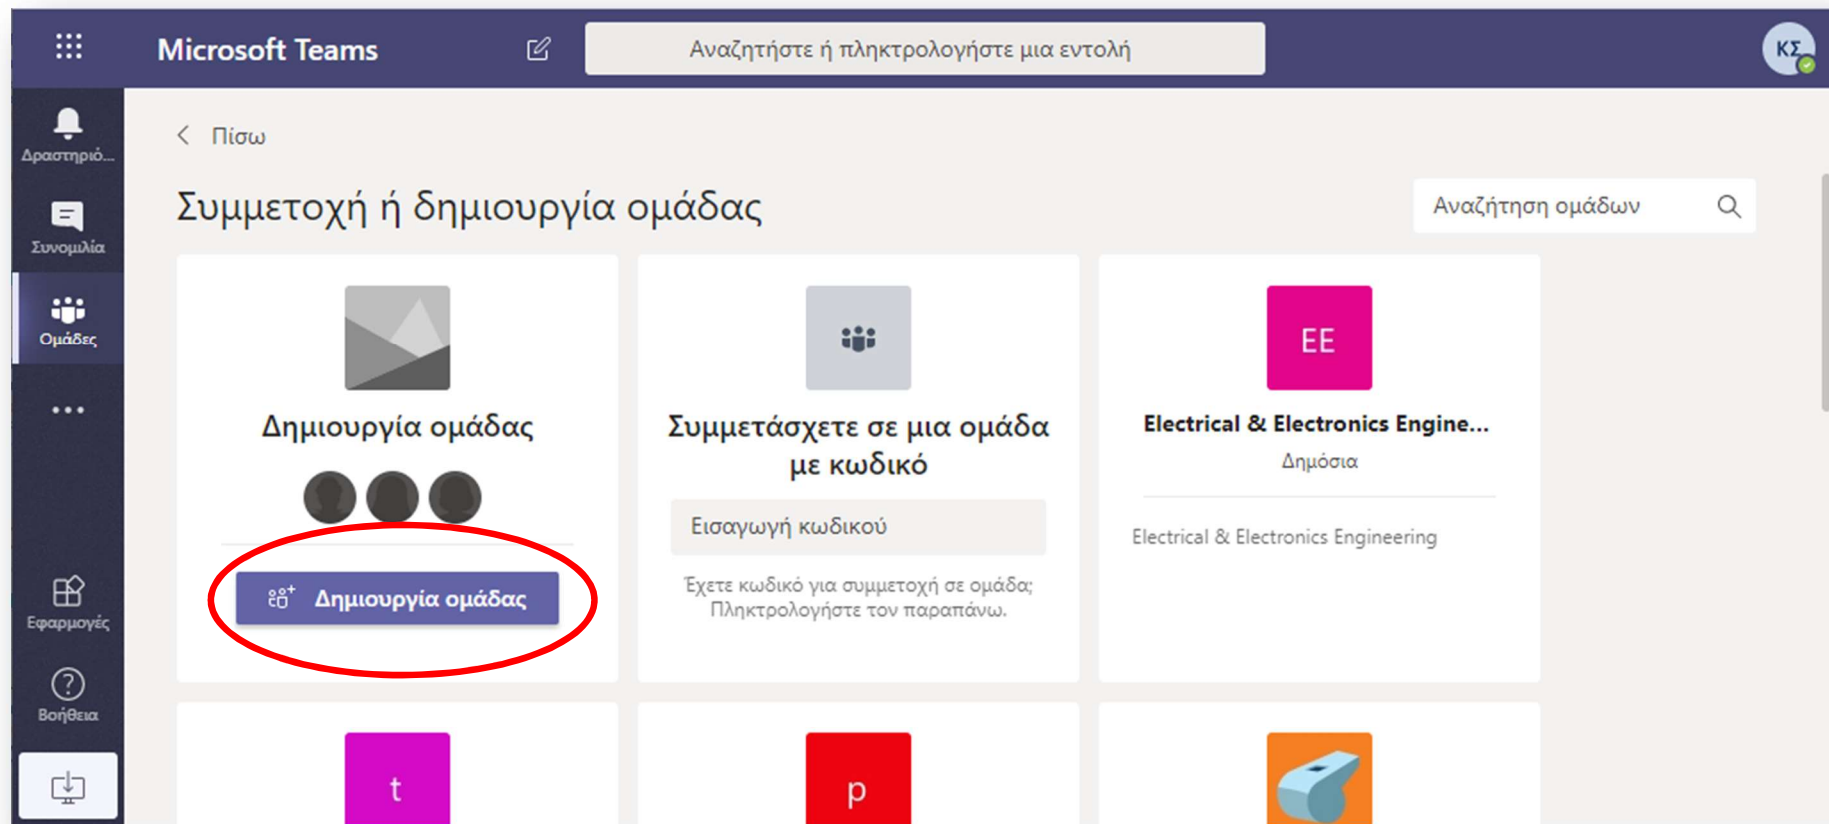 Microsoft Teams
Αναζητήστε ή πληκτρολογήστε μια εντολή
ΚΣ
Δραστηριό...
Συνομιλία
Ομάδες
Εφαρμογές
Βοήθεια
Πίσω
Συμμετοχή ή δημιουργία ομάδας
Αναζήτηση ομάδων
Δημιουργία ομάδας
Δημιουργία ομάδας
Συμμετάσχετε σε μια ομάδα
με κωδικό
Εισαγωγή κωδικού
Έχετε κωδικό για συμμετοχή σε ομάδα;
Πληκτρολογήστε τον παραπάνω.
EE
Electrical & Electronics Engine...
Δημόσια
Electrical & Electronics Engineering
t
p